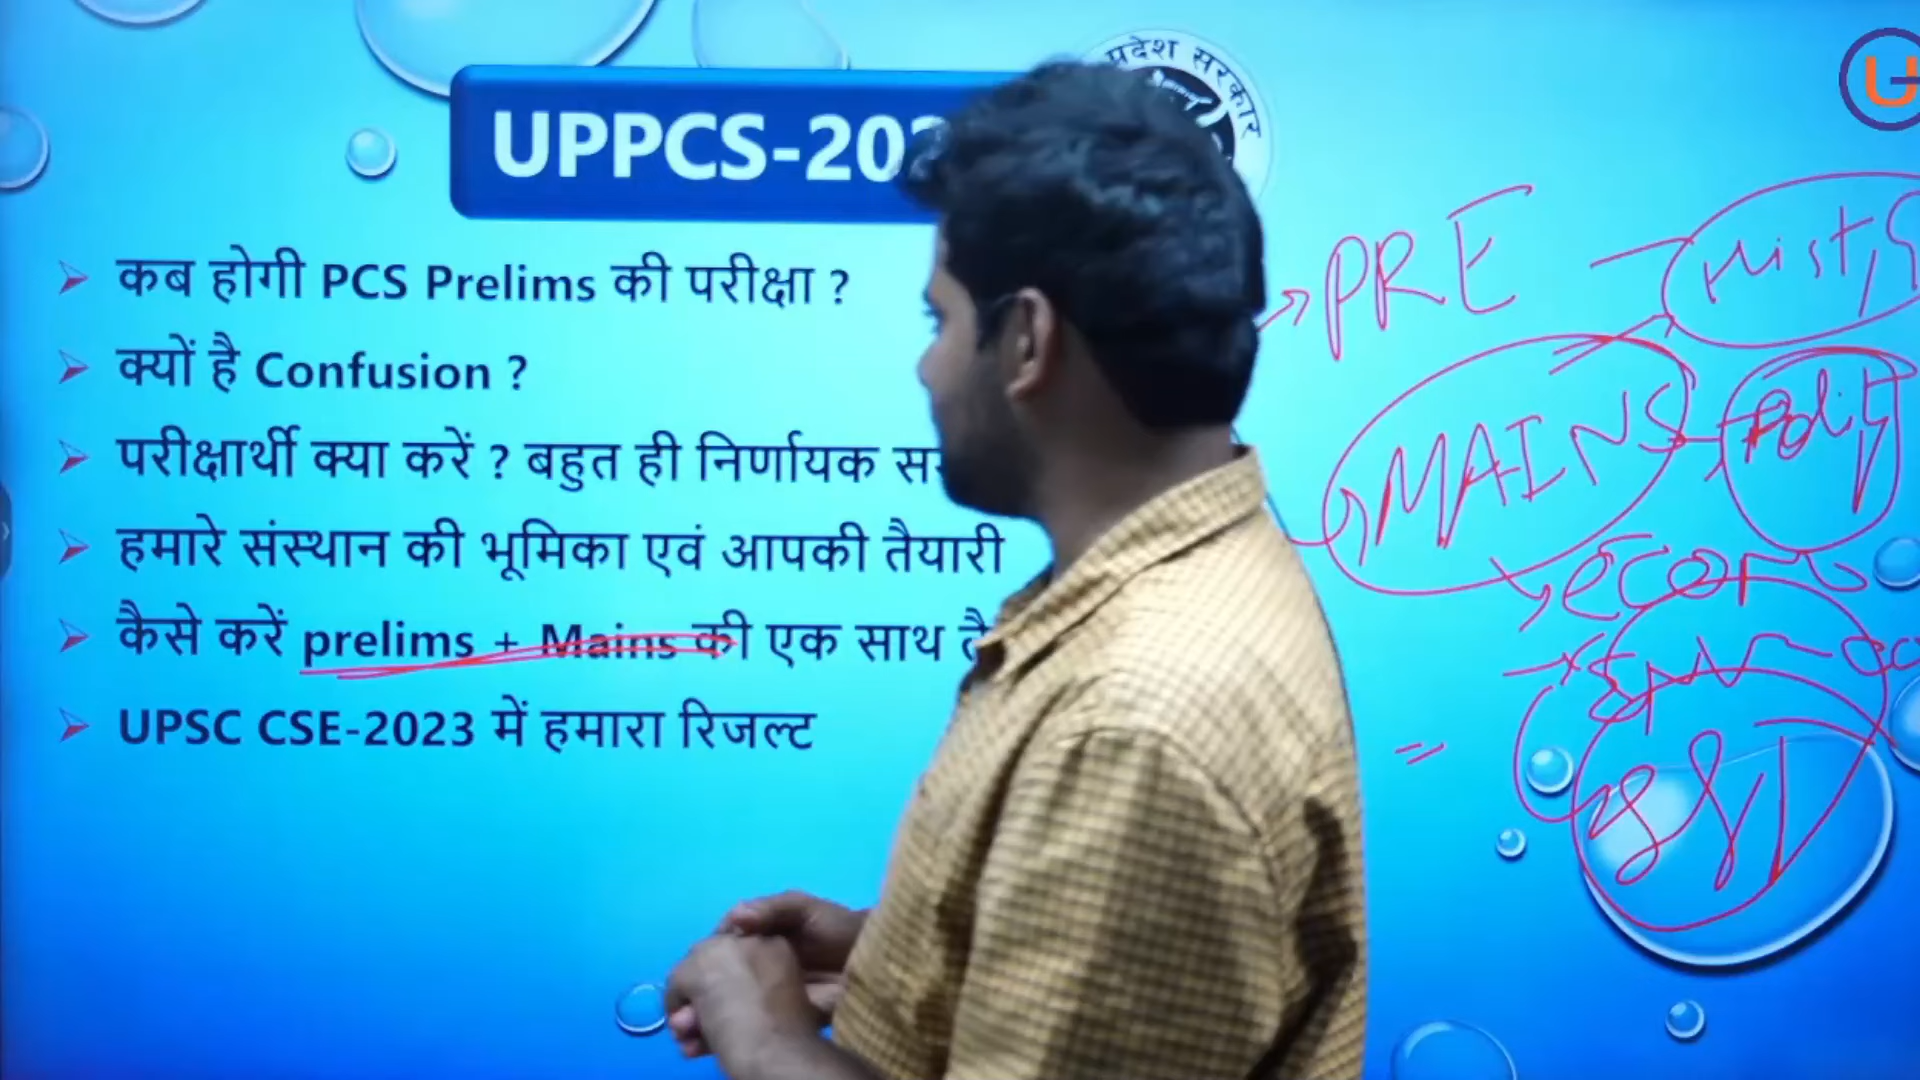 प्रदेश सरकार
UPPCS-202
कब होगी PCS Prelims की परीक्षा ?
क्यों है Confusion ?
परीक्षार्थी क्या करें ? बहुत ही निर्णायक
हमारे संस्थान की भूमिका एवं आपकी तैयारी
कैसे करें prelims + Mains की एक साथ
UPSC CSE-2023 में हमारा रिजल्ट
PRE
Hist,
MAINS
Polity
Econo